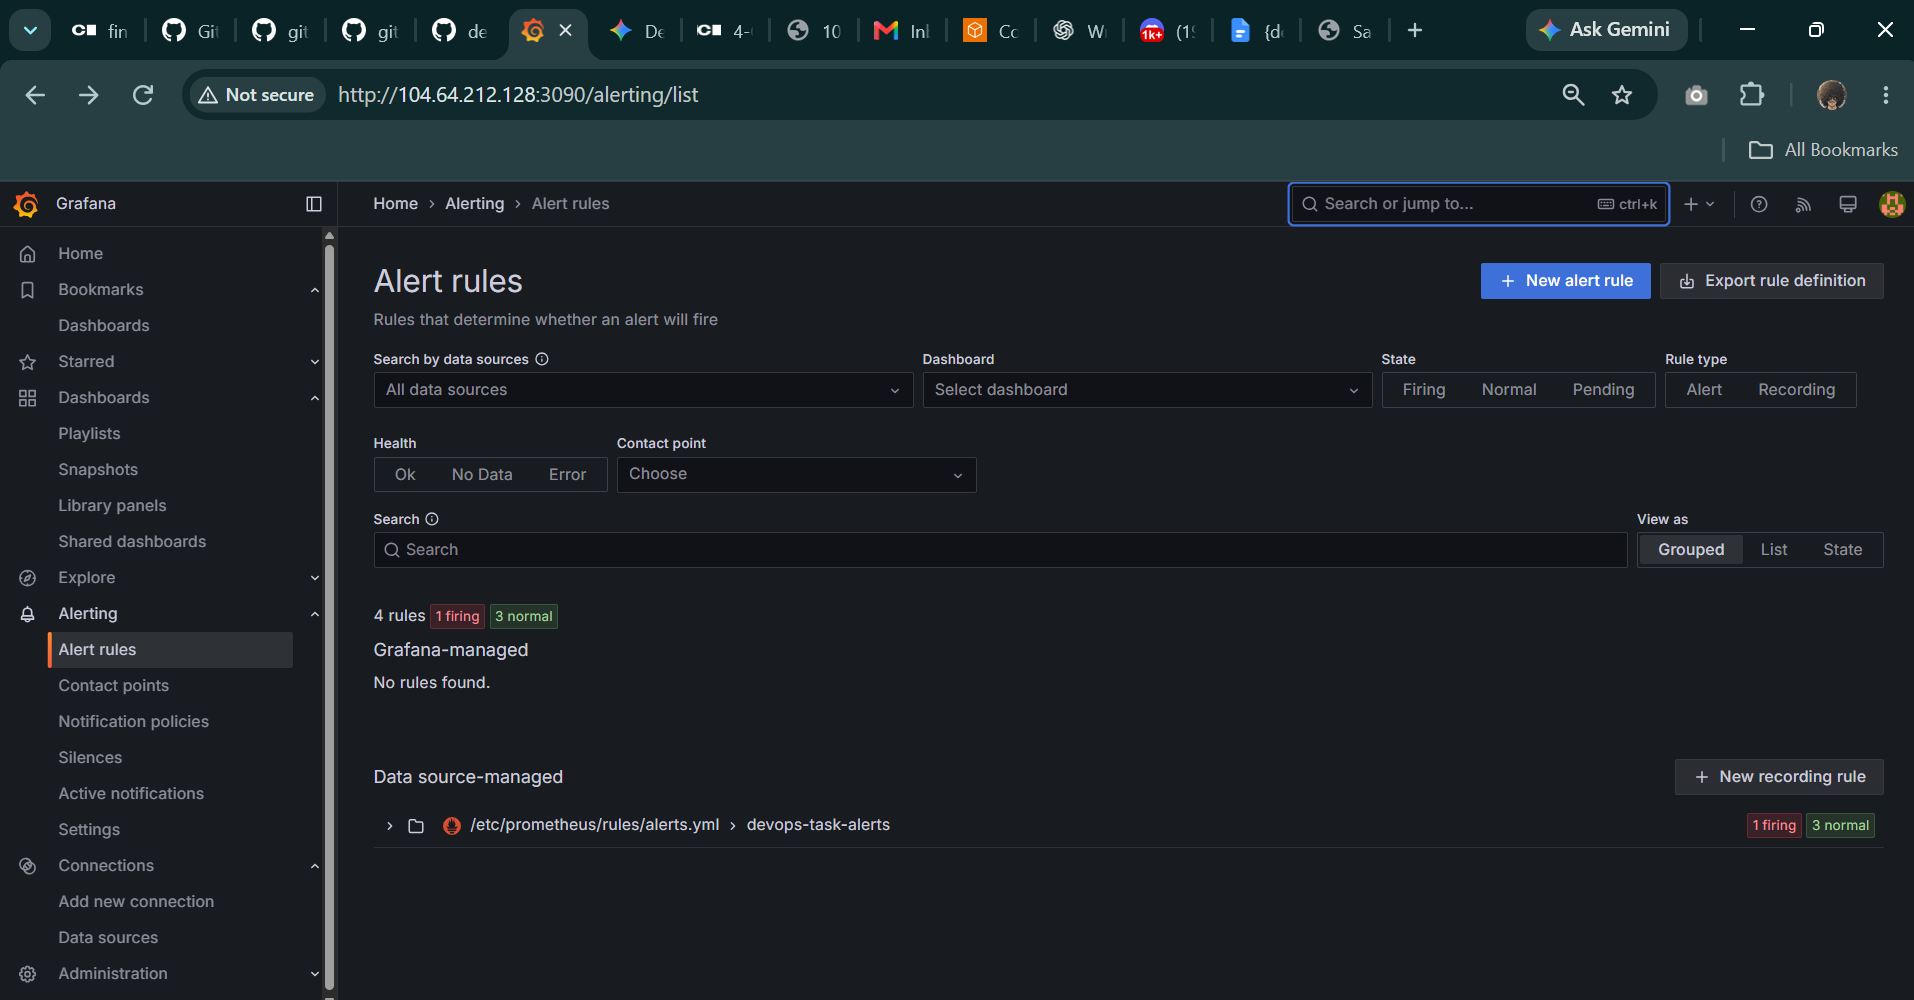 fin
Git
git
git
de
De
4-
10
Inb
Co
W
1k+
(19
{de
Sa
Ask Gemini
Not secure
http://104.64.212.128:3090/alerting/list
All Bookmarks
Grafana
Home › Alerting › Alert rules
Search or jump to...
ctrl+k
Home
Bookmarks
Dashboards
Starred
Dashboards
Playlists
Snapshots
Library panels
Shared dashboards
Explore
Alerting
Alert rules
Contact points
Notification policies
Silences
Active notifications
Settings
Connections
Add new connection
Data sources
Administration
Alert rules
New alert rule
Export rule definition
Rules that determine whether an alert will fire
Search by data sources
Dashboard
State
Rule type
All data sources
Select dashboard
Firing Normal Pending
Alert Recording
Health
Contact point
Ok No Data Error
Choose
Search
View as
Search
Grouped List State
4 rules 1 firing 3 normal
Grafana-managed
No rules found.
Data source-managed
New recording rule
/etc/prometheus/rules/alerts.yml › devops-task-alerts
1 firing 3 normal